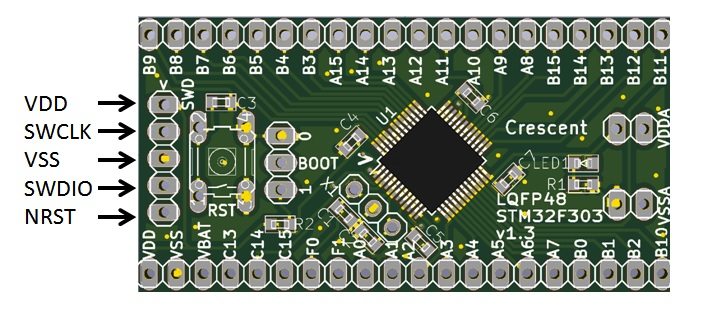 B9 B8 B7 B6 B5 B4 B3 A15 A14 A13 A12 A11 A10 A9 A8 B15 B14 B13 B12 B11
SWD
VDD
SWCLK
VSS
SWDIO
NRST
C3
RST
0
BOOT
1
R2
C4
U1
X1
C5
C6
C7
Crescent
VDDA
LED1
R1
LQFP48
STM32F303
v1.3
VSSA
VDD VSS VBAT C13 C14 C15 F0 F1 A0 A1 A2 A3 A4 A5 A6 A7 B0 B1 B2 B10